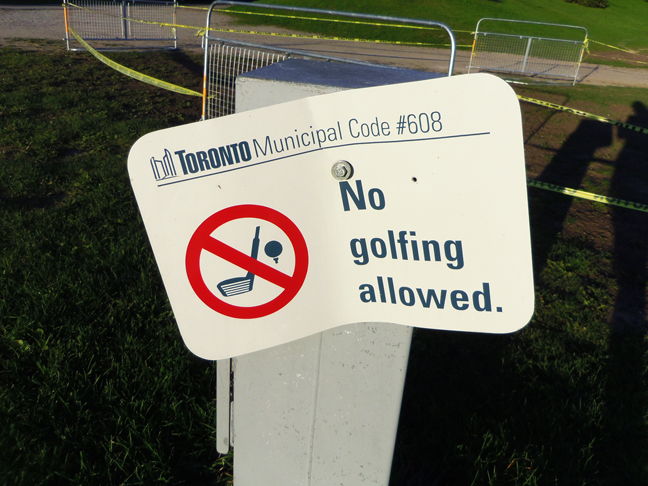 TORONTO Municipal Code #608
No
golfing
allowed.